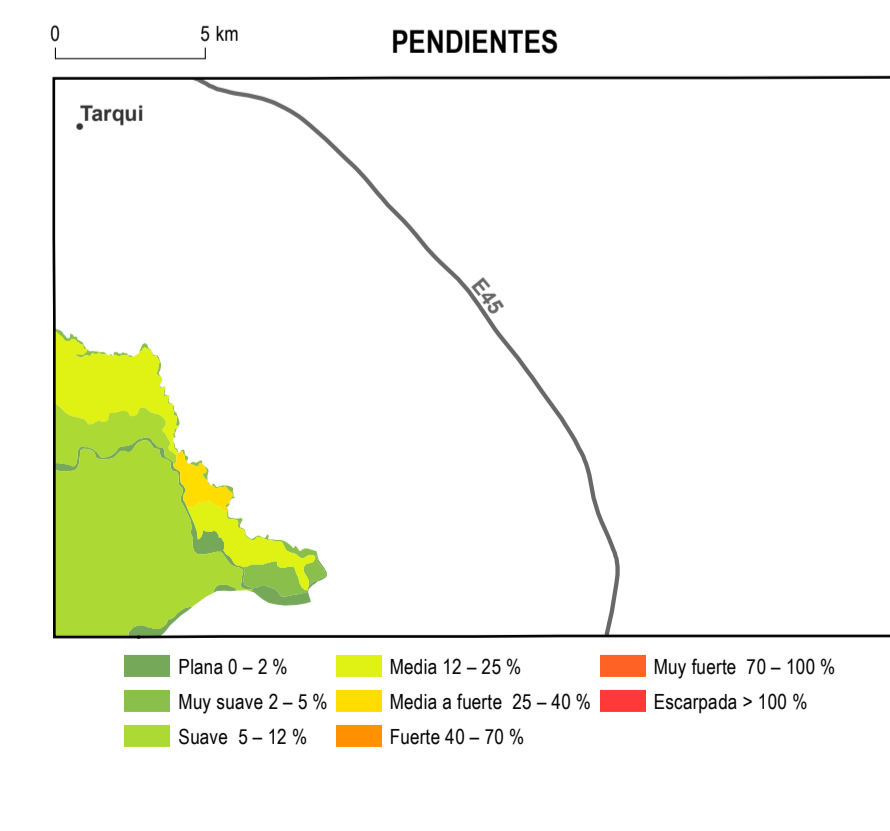 0 5 km
PENDIENTES
Tarqui
E45
Plana 0 – 2 %
Muy suave 2 – 5 %
Suave 5 – 12 %
Media 12 – 25 %
Media a fuerte 25 – 40 %
Fuerte 40 – 70 %
Muy fuerte 70 – 100 %
Escarpada > 100 %